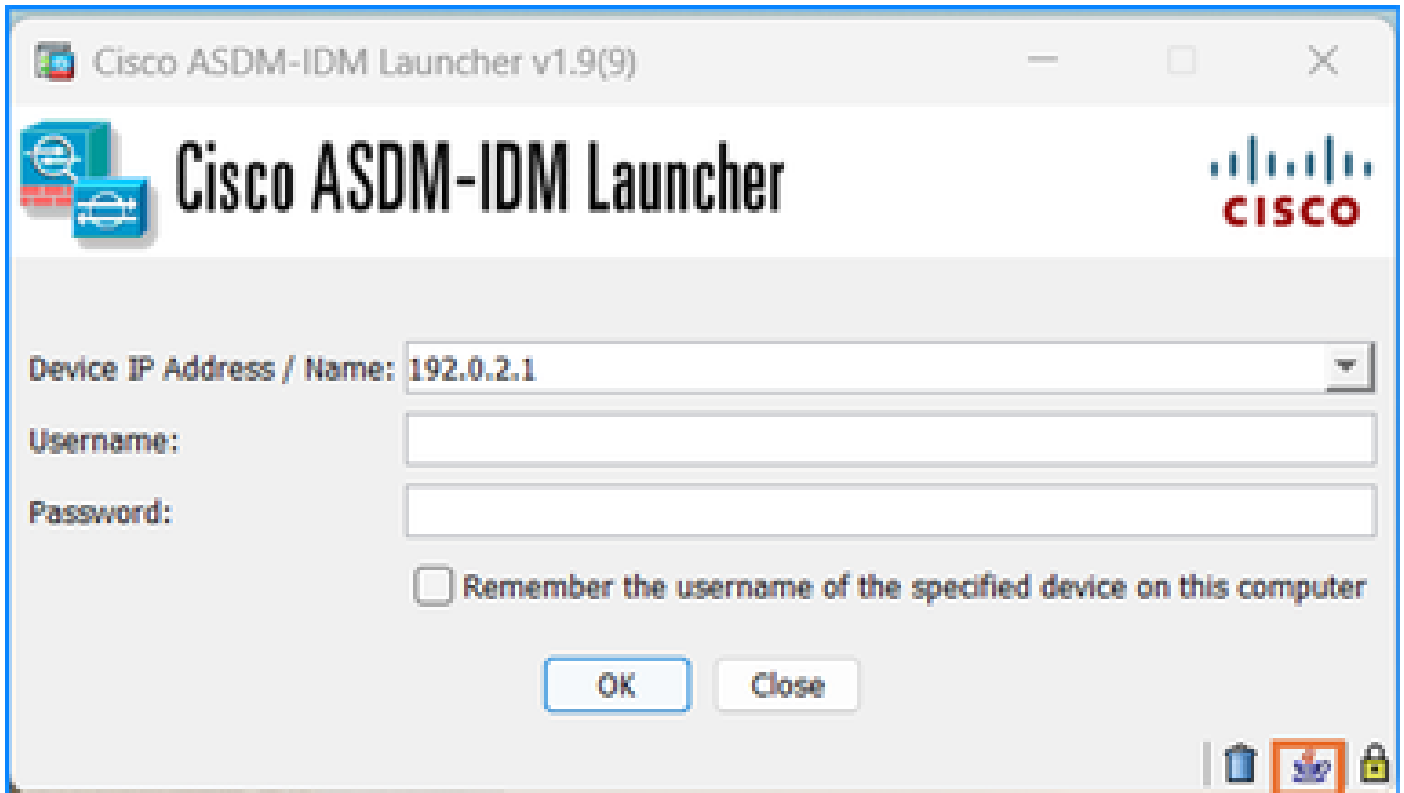 Cisco ASDM-IDM Launcher v1.9(9)
Cisco ASDM-IDM Launcher
CISCO
Device IP Address / Name: 192.0.2.1
Username:
Password:
Remember the username of the specified device on this computer
OK Close